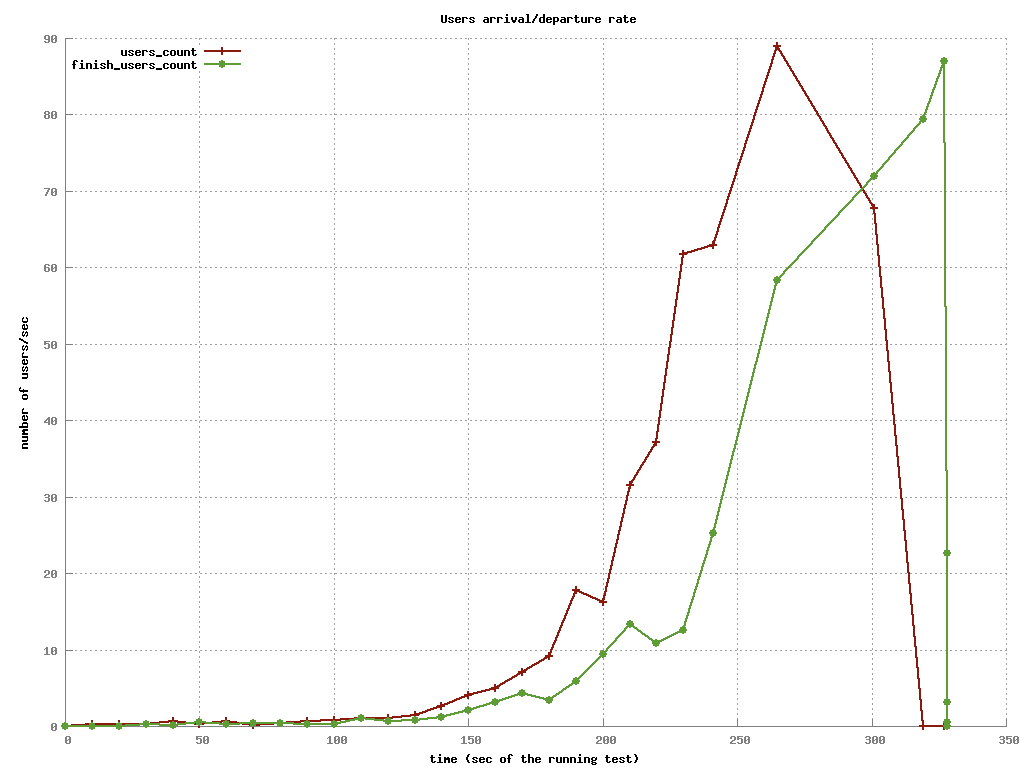 Users arrival/departure rate
users_count
finish_users_count
90
80
70
60
50
40
30
20
10
0
number of users/sec
0 50 100 150 200 250 300 350
time (sec of the running test)